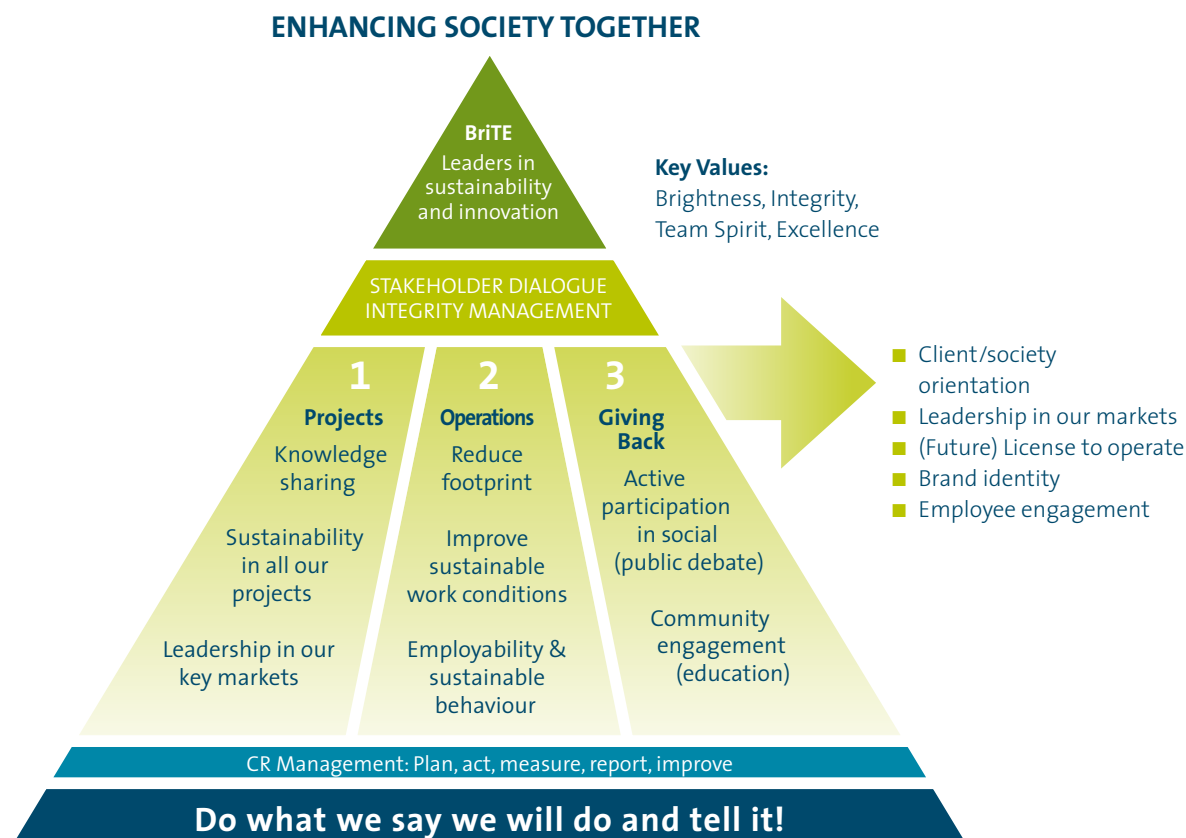 ENHANCING SOCIETY TOGETHER
BriTE
Leaders in
sustainability
and innovation
Key Values:
Brightness, Integrity,
Team Spirit, Excellence
STAKEHOLDER DIALOGUE
INTEGRITY MANAGEMENT
1
Projects
Knowledge
sharing
Sustainability
in all our
projects
Leadership in our
key markets
2
Operations
Reduce
footprint
Improve
sustainable
work conditions
Employability &
sustainable
behaviour
3
Giving
Back
Active
participation
in social
(public debate)
Community
engagement
(education)
■ Client/society
orientation
■ Leadership in our markets
■ (Future) License to operate
■ Brand identity
■ Employee engagement
CR Management: Plan, act, measure, report, improve
Do what we say we will do and tell it!